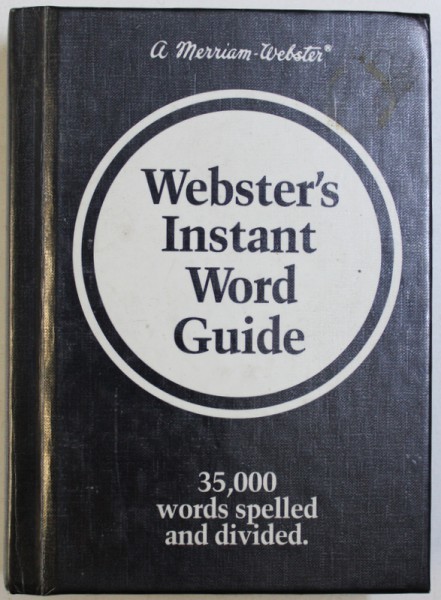 A Merriam-Webster®
Webster's
Instant
Word
Guide
35,000
words spelled
and divided.